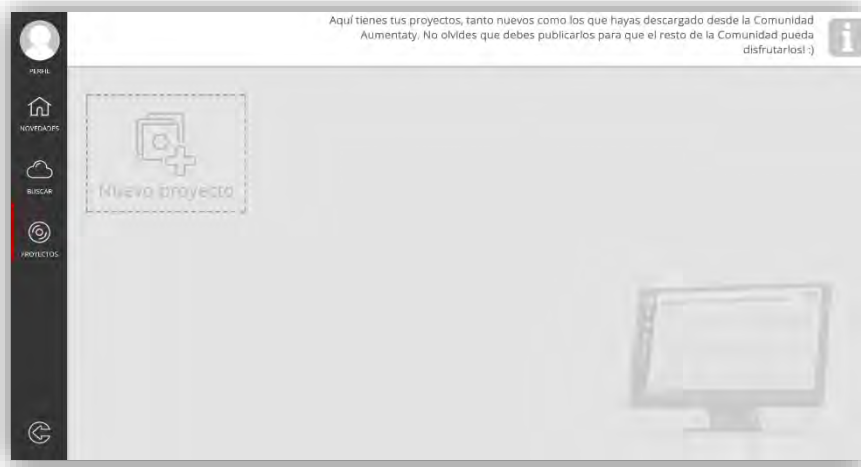 Aquí tienes tus proyectos, tanto nuevos como los que hayas descargado desde la Comunidad
Aumentaty. No olvides que debes publicarlos para que el resto de la Comunidad pueda
disfrutarlos! :)
PERFIL
NOVEDADES
BUSCAR
PROYECTOS
Nuevo proyecto